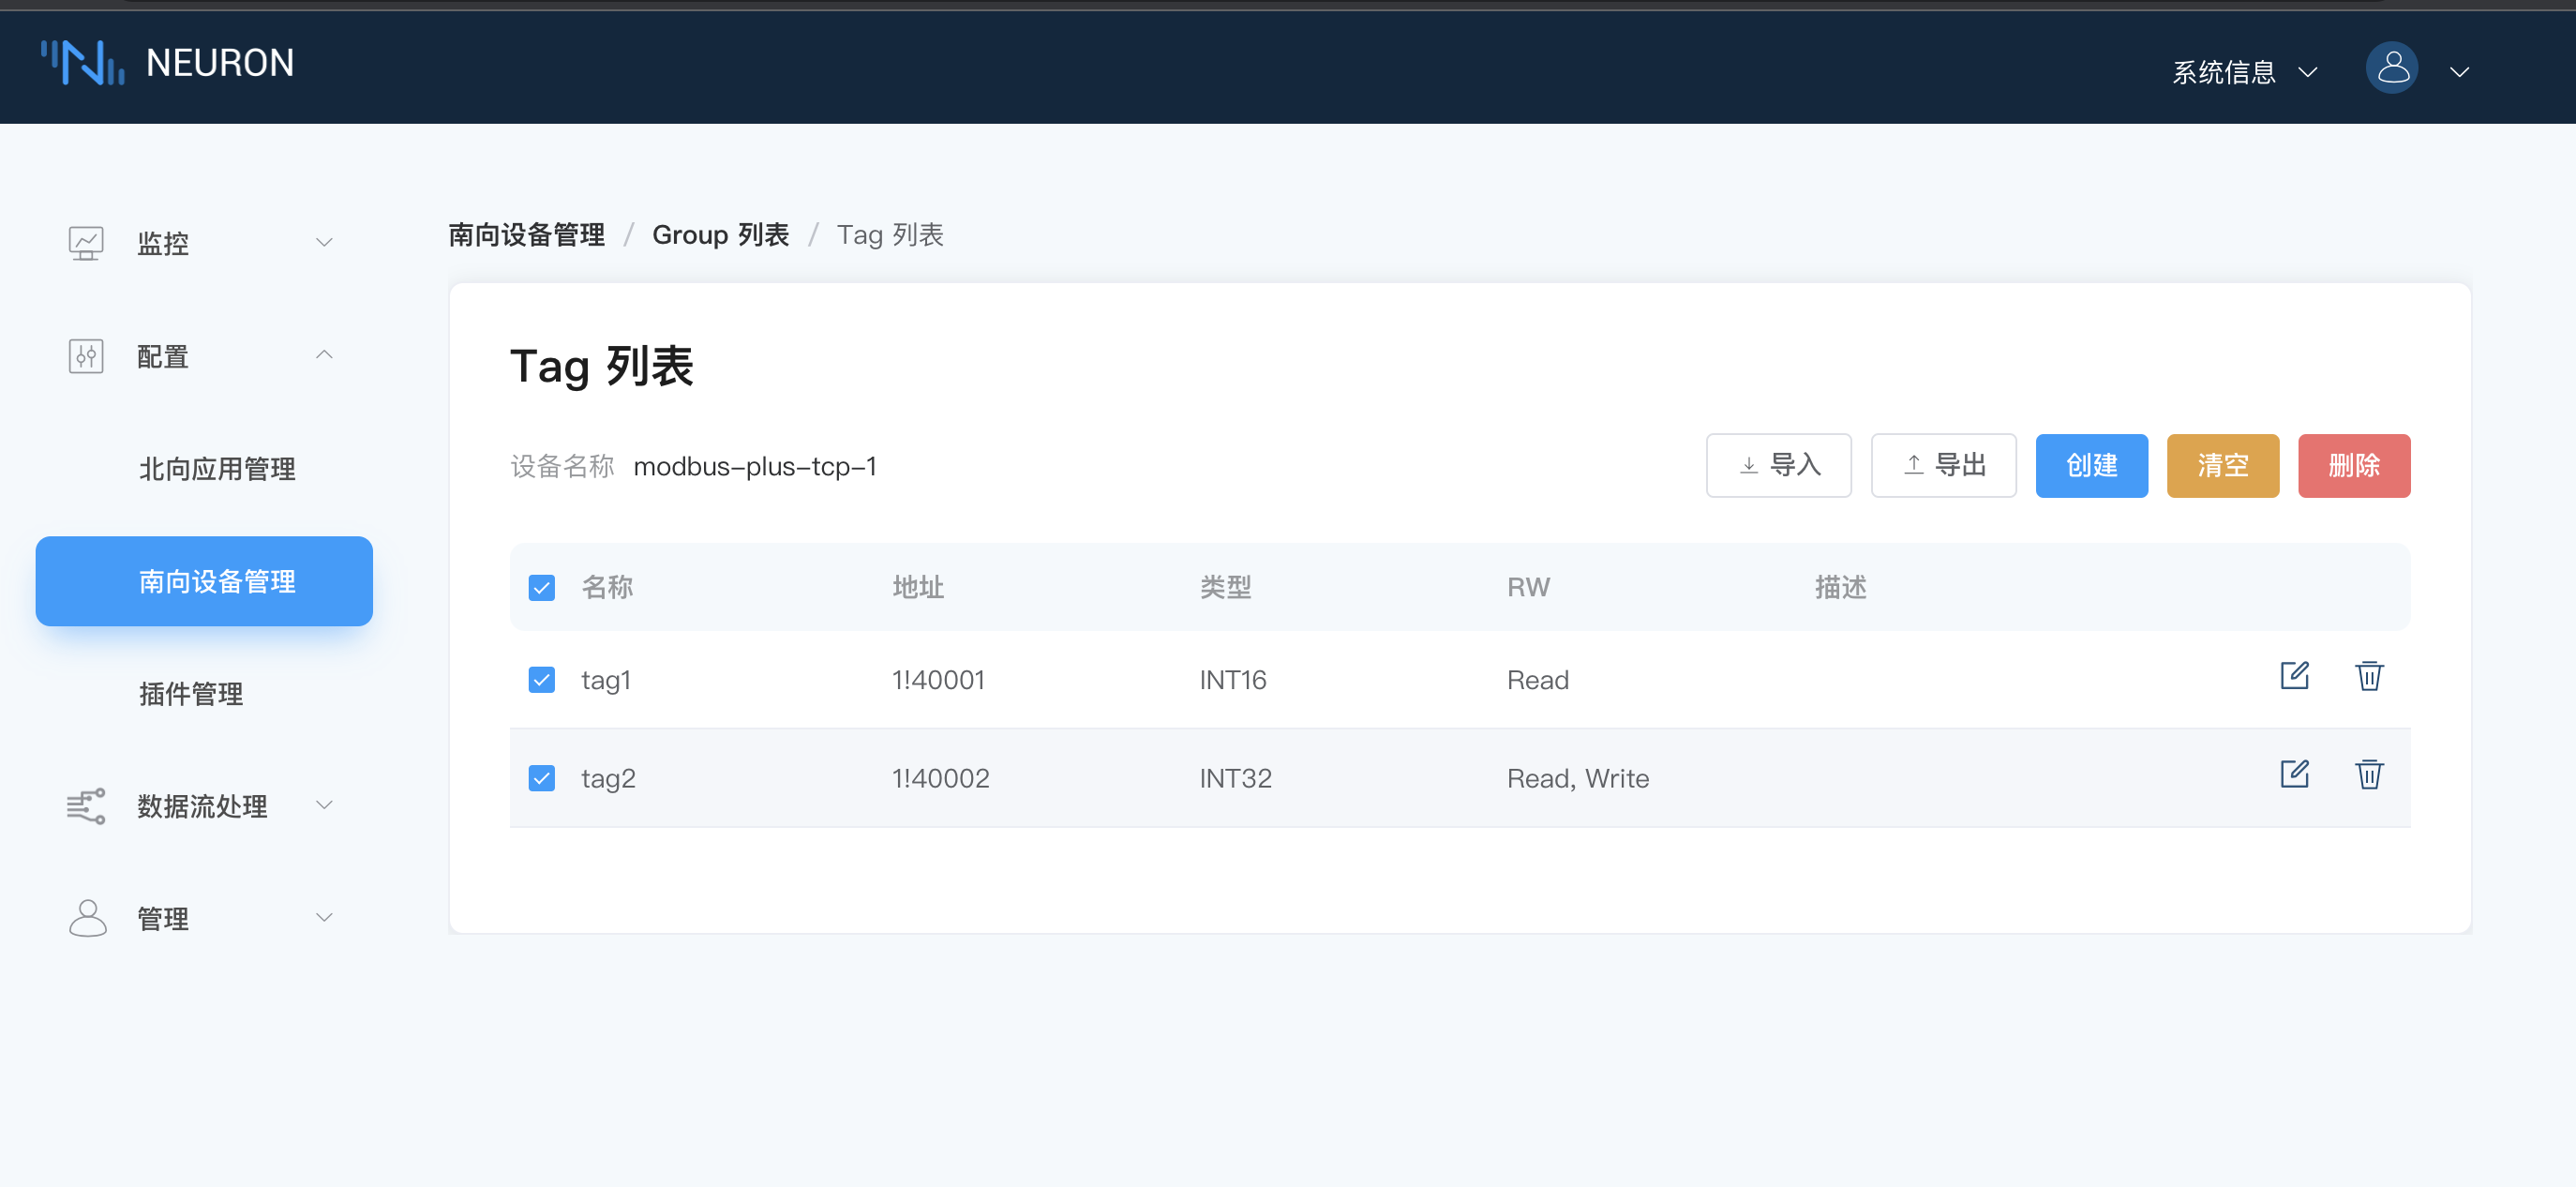 NEURON
系统信息
监控
配置
北向应用管理
南向设备管理
插件管理
数据流处理
管理
南向设备管理 / Group 列表 / Tag 列表
Tag 列表
设备名称 modbus-plus-tcp-1
导入 导出 创建 清空 删除
名称 地址 类型 RW 描述
tag1 1!40001 INT16 Read
tag2 1!40002 INT32 Read, Write